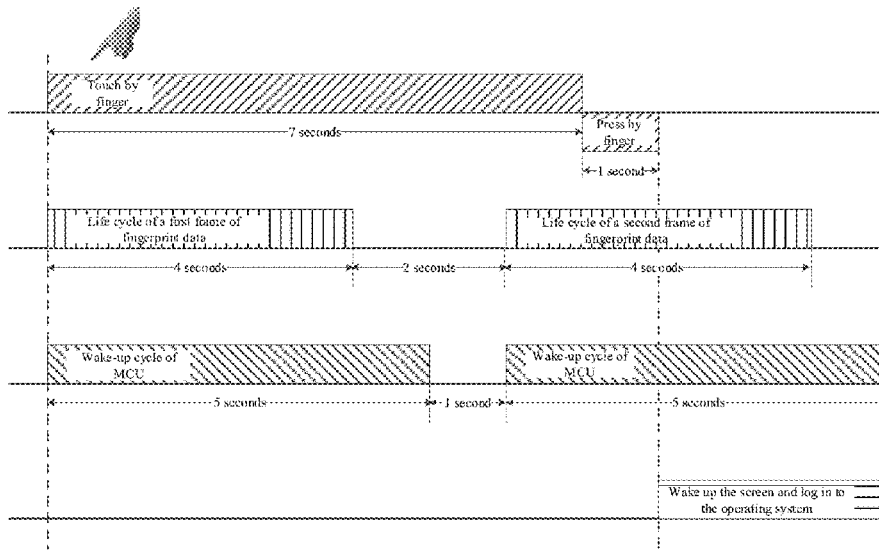 Touch by
finger
7 seconds
Press by
finger
1 second
Life cycle of a first frame of
fingerprint data
Life cycle of a second frame of
fingerprint data
4 seconds
2 seconds
4 seconds
Wake-up cycle of
MCU
Wake-up cycle of
MCU
5 seconds
1 second
5 seconds
Wake up the screen and log in to
the operating system